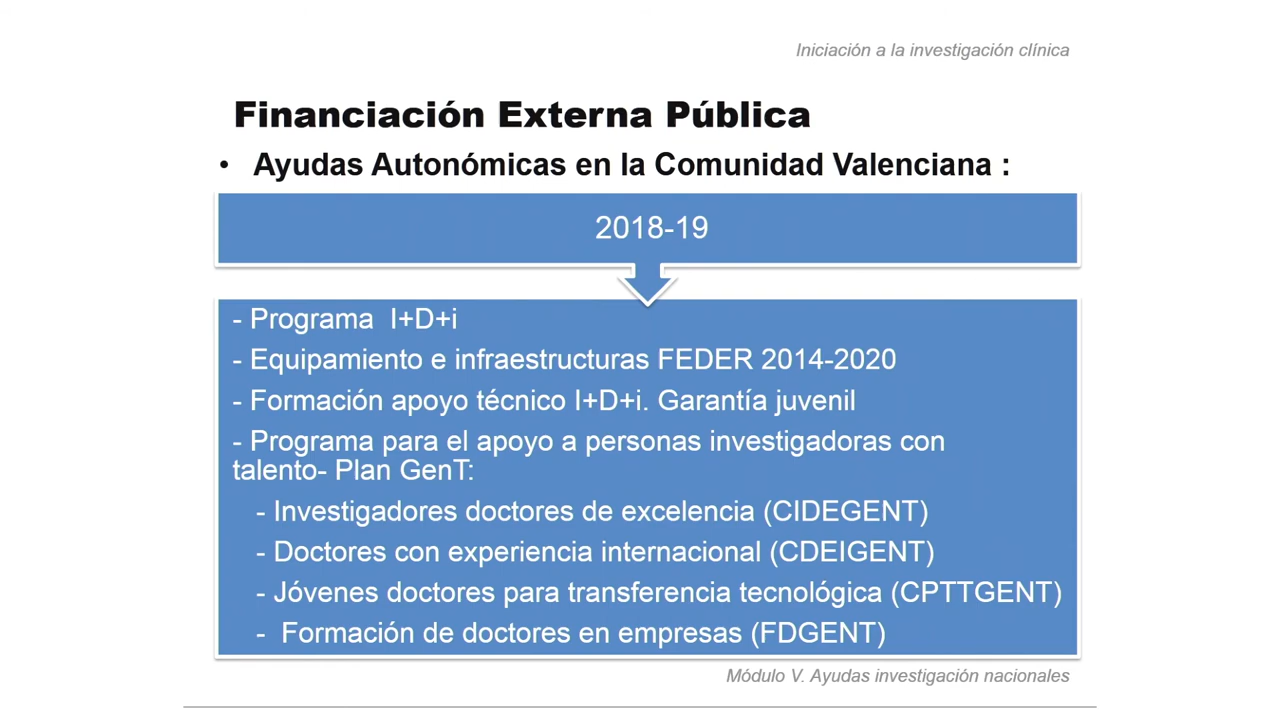 Iniciación a la investigación clínica
Financiación Externa Pública
• Ayudas Autonómicas en la Comunidad Valenciana :
2018-19
- Programa I+D+i
- Equipamiento e infraestructuras FEDER 2014-2020
- Formación apoyo técnico I+D+i. Garantía juvenil
- Programa para el apoyo a personas investigadoras con
talento- Plan GenT:
- Investigadores doctores de excelencia (CIDEGENT)
- Doctores con experiencia internacional (CDEIGENT)
- Jóvenes doctores para transferencia tecnológica (CPTTGENT)
- Formación de doctores en empresas (FDGENT)
Módulo V. Ayudas investigación nacionales